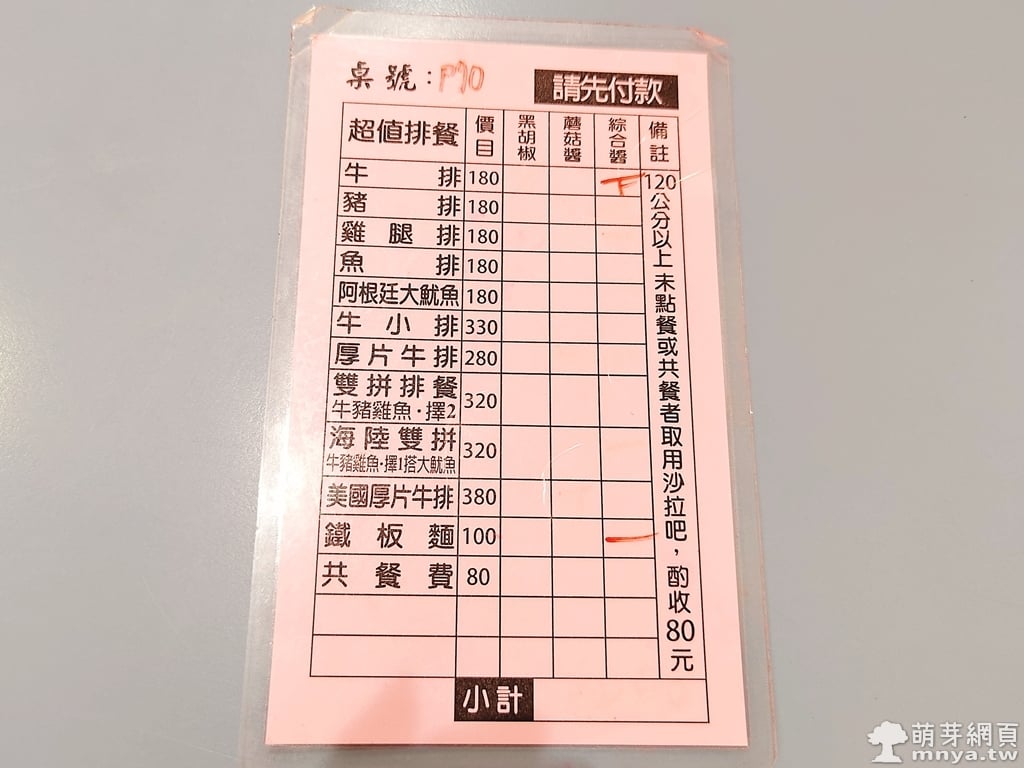 桌號：P10
請先付款
超值排餐 價目 黑胡椒 蘑菇醬 綜合醬 備註
牛排 180
豬排 180
雞腿排 180
魚排 180
阿根廷大魷魚 180
牛小排 330
厚片牛排 280
雙拼排餐 320
牛豬雞魚·擇2
海陸雙拼 320
牛豬雞魚·擇1搭大魷魚
美國厚片牛排 380
鐵板麵 100
共餐費 80
120公分以上未點餐或共餐者取用沙拉吧，酌收80元
小計
萌芽網頁
mnya.tw